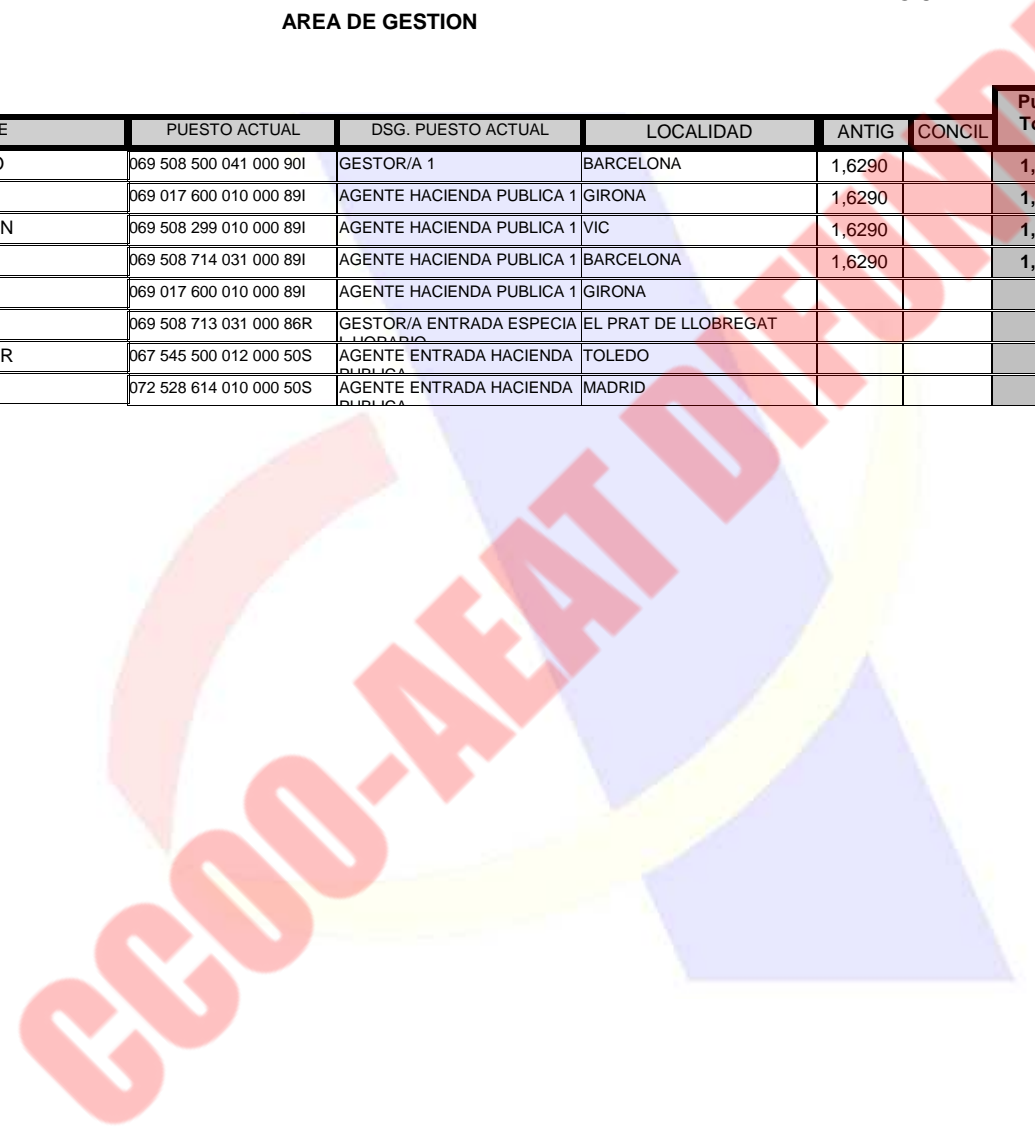 AREA DE GESTION
E PUESTO ACTUAL DSG. PUESTO ACTUAL LOCALIDAD ANTIG CONCIL
O 069 508 500 041 000 90I GESTOR/A 1 BARCELONA 1,6290 1,
069 017 600 010 000 89I AGENTE HACIENDA PUBLICA 1 GIRONA 1,6290 1,
N 069 508 299 010 000 89I AGENTE HACIENDA PUBLICA 1 VIC 1,6290 1,
069 508 714 031 000 89I AGENTE HACIENDA PUBLICA 1 BARCELONA 1,6290 1,
069 017 600 010 000 89I AGENTE HACIENDA PUBLICA 1 GIRONA
069 508 713 031 000 86R GESTOR/A ENTRADA ESPECIA EL PRAT DE LLOBREGAT
R 067 545 500 012 000 50S AGENTE ENTRADA HACIENDA TOLEDO
072 528 614 010 000 50S AGENTE ENTRADA HACIENDA MADRID
CCOO-AEAT